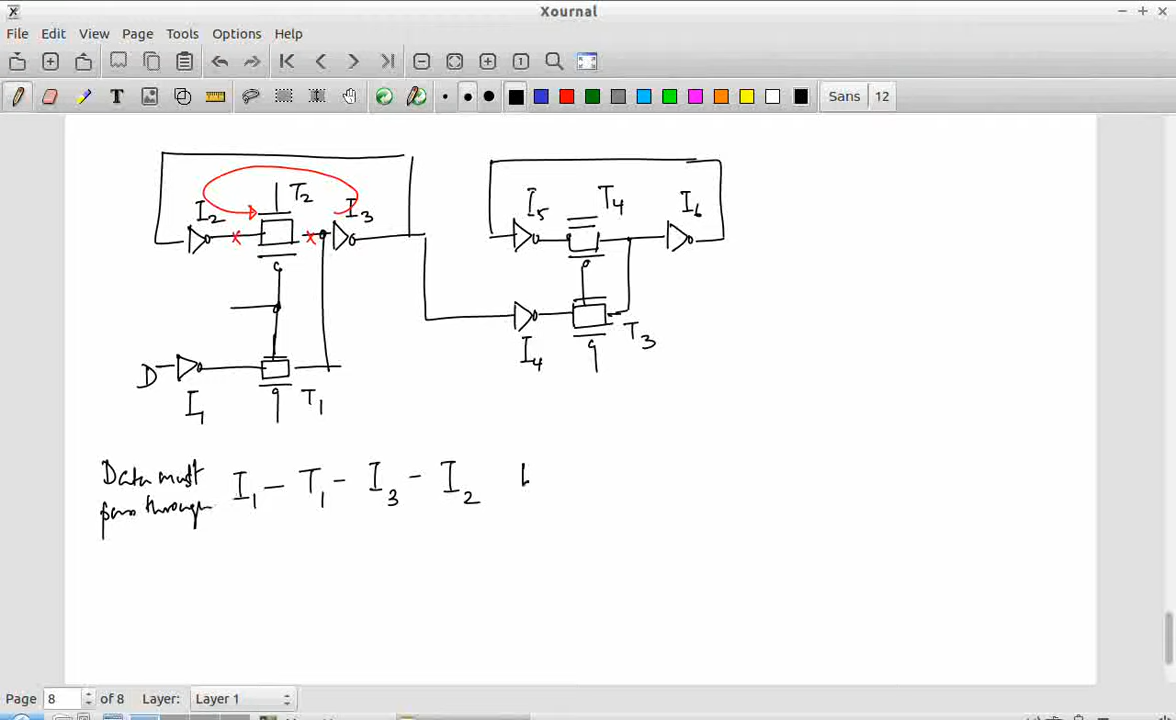 Xournal
File Edit View Page Tools Options Help
Sans 12
I2 T2 I3
I5 T4 I6
D I1 T1
I4 T3
Data must
pass through I1 – T1 – I3 – I2
Page 8 of 8 Layer: Layer 1